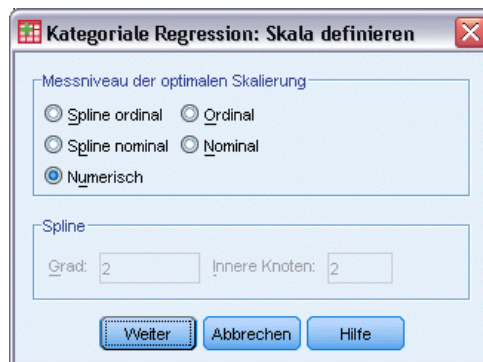 Kategoriale Regression: Skala definieren
Messniveau der optimalen Skalierung
Spline ordinal Ordinal
Spline nominal Nominal
Numerisch
Spline
Grad: 2 Innere Knoten: 2
Weiter Abbrechen Hilfe